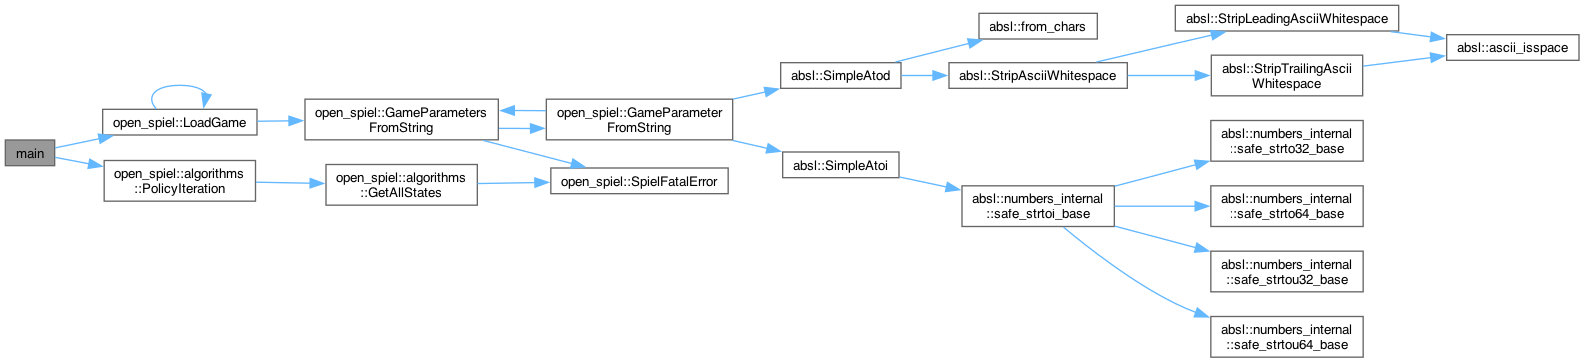 main
open_spiel::LoadGame
open_spiel::algorithms
::PolicyIteration
open_spiel::GameParameters
FromString
open_spiel::algorithms
::GetAllStates
open_spiel::GameParameter
FromString
open_spiel::SpielFatalError
absl::SimpleAtod
absl::SimpleAtoi
absl::from_chars
absl::StripAsciiWhitespace
absl::numbers_internal
::safe_strtoi_base
absl::StripLeadingAsciiWhitespace
absl::StripTrailingAscii
Whitespace
absl::numbers_internal
::safe_strto32_base
absl::numbers_internal
::safe_strto64_base
absl::numbers_internal
::safe_strtou32_base
absl::numbers_internal
::safe_strtou64_base
absl::ascii_isspace